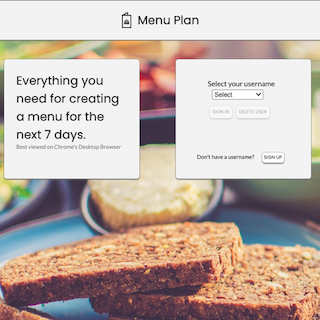 Menu Plan
Everything you
need for creating
a menu for the
next 7 days.
Best viewed on Chrome's Desktop Browser
Select your username
Select
SIGN IN DELETE USER
Don't have a username? SIGN UP